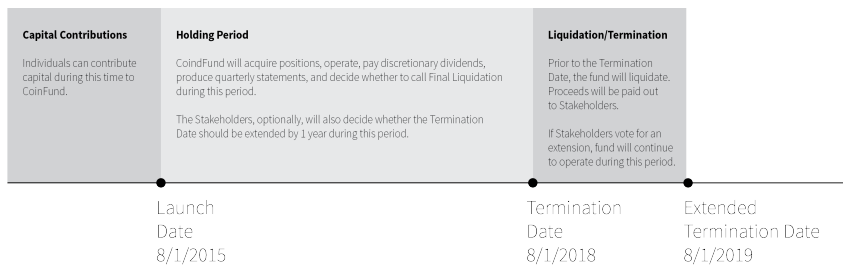 Capital Contributions
Individuals can contribute
capital during this time to
CoinFund.
Holding Period
CoindFund will acquire positions, operate, pay discretionary dividends,
produce quarterly statements, and decide whether to call Final Liquidation
during this period.
The Stakeholders, optionally, will also decide whether the Termination
Date should be extended by 1 year during this period.
Liquidation/Termination
Prior to the Termination
Date, the fund will liquidate.
Proceeds will be paid out
to Stakeholders.
If Stakeholders vote for an
extension, fund will continue
to operate during this period.
Launch
Date
8/1/2015
Termination
Date
8/1/2018
Extended
Termination Date
8/1/2019